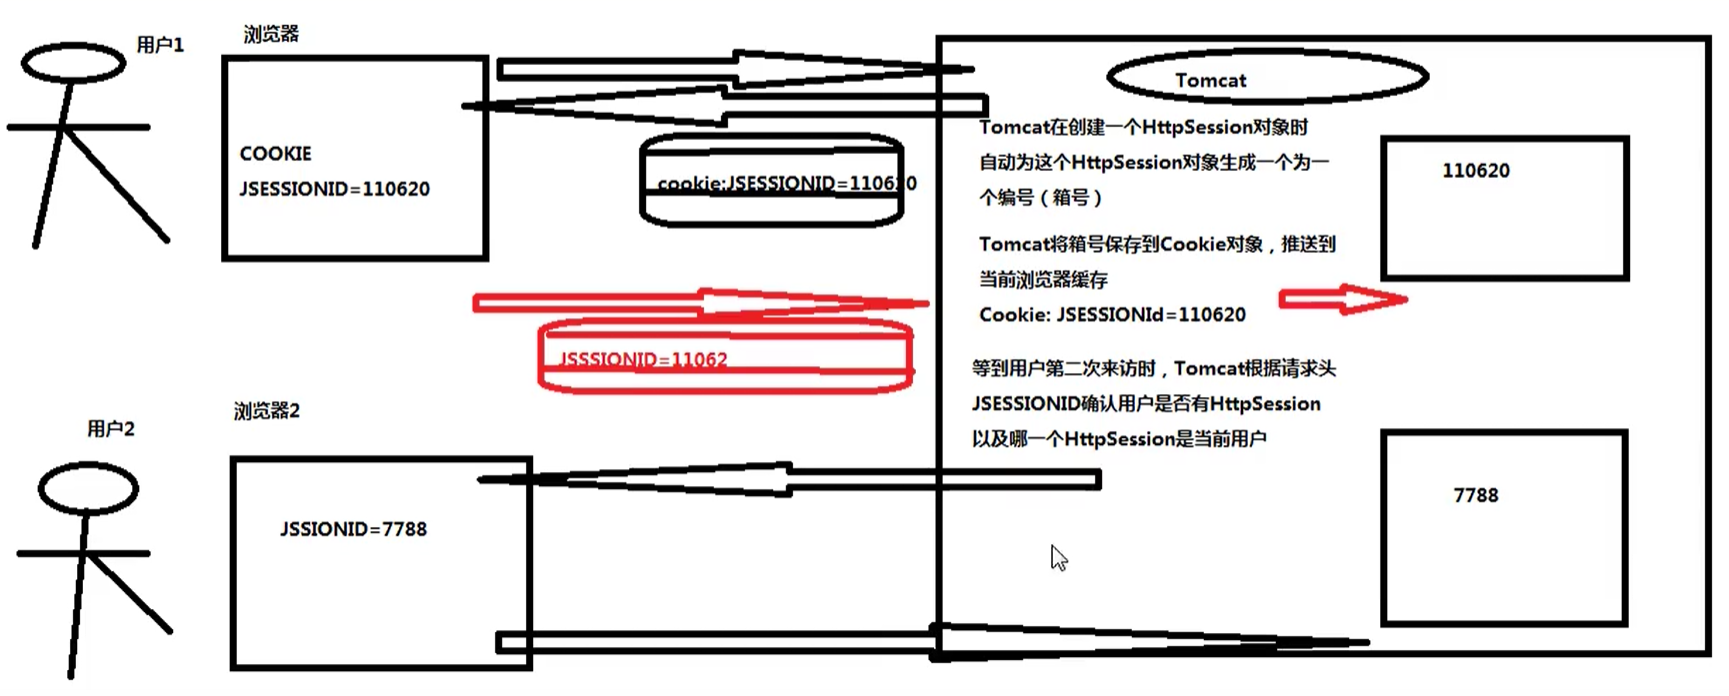 用户1
浏览器
COOKIE
JSESSIONID=110620
cookie:JSESSIONID=110620
Tomcat
Tomcat在创建一个HttpSession对象时
自动为这个HttpSession对象生成一个为一
个编号（箱号）
110620
Tomcat将箱号保存到Cookie对象，推送到
当前浏览器缓存
Cookie: JSESSIONId=110620
JSSSIONID=11062
等到用户第二次来访时，Tomcat根据请求头
JSESSIONID确认用户是否有HttpSession
以及哪一个HttpSession是当前用户
用户2
浏览器2
JSSIONID=7788
7788